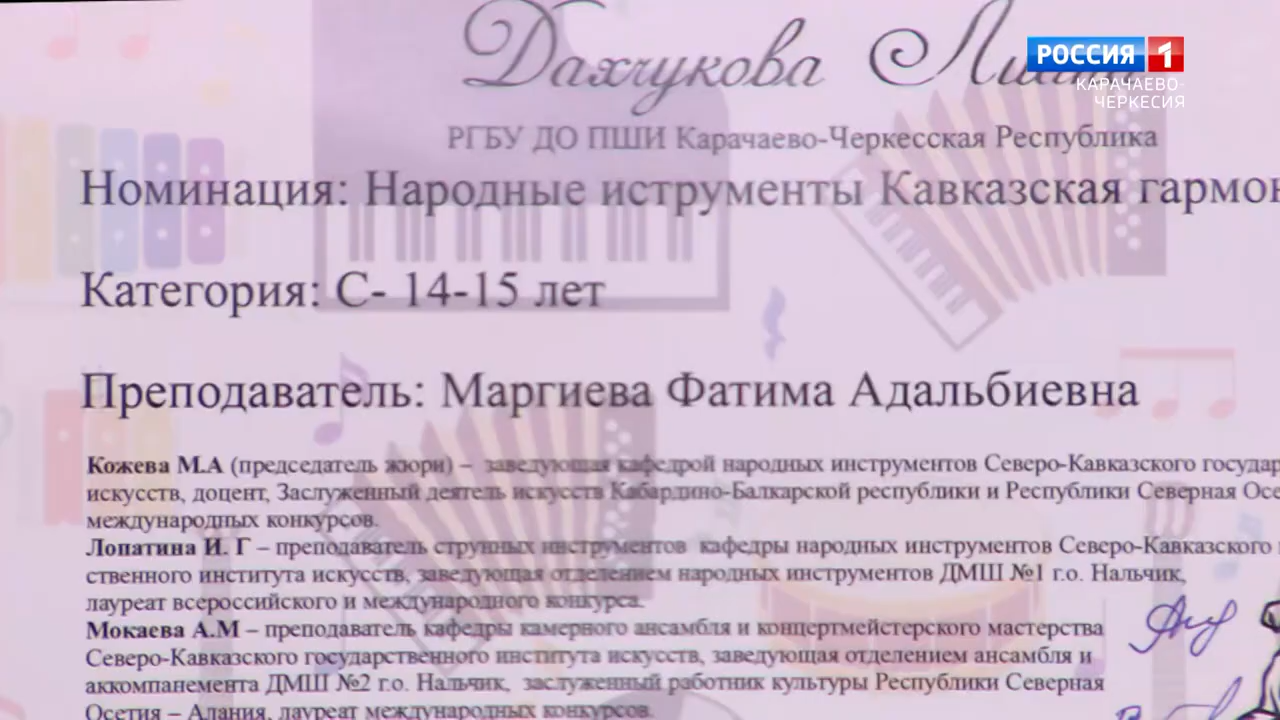 Дахчукова
РОССИЯ 1
КАРАЧАЕВО-
ЧЕРКЕСИЯ
РГБУ ДО ПШИ Карачаево-Черкесская Республика
Номинация: Народные иструменты Кавказская гармон
Категория: С- 14-15 лет
Преподаватель: Маргиева Фатима Адальбиевна
Кожева М.А (председатель жюри) – заведующая кафедрой народных инструментов Северо-Кавказского государ
искусств, доцент, Заслуженный деятель искусств Кабардино-Балкарской республики и Республики Северная Осе
международных конкурсов.
Лопатина И. Г – преподаватель струнных инструментов кафедры народных инструментов Северо-Кавказского
ственного института искусств, заведующая отделением народных инструментов ДМШ №1 г.о. Нальчик,
лауреат всероссийского и международного конкурса.
Мокаева А.М – преподаватель кафедры камерного ансамбля и концертмейстерского мастерства
Северо-Кавказского государственного института искусств, заведующая отделением ансамбля и
аккомпанемента ДМШ №2 г.о. Нальчик, заслуженный работник культуры Республики Северная
Осетия – Алания, лауреат международных конкурсов.